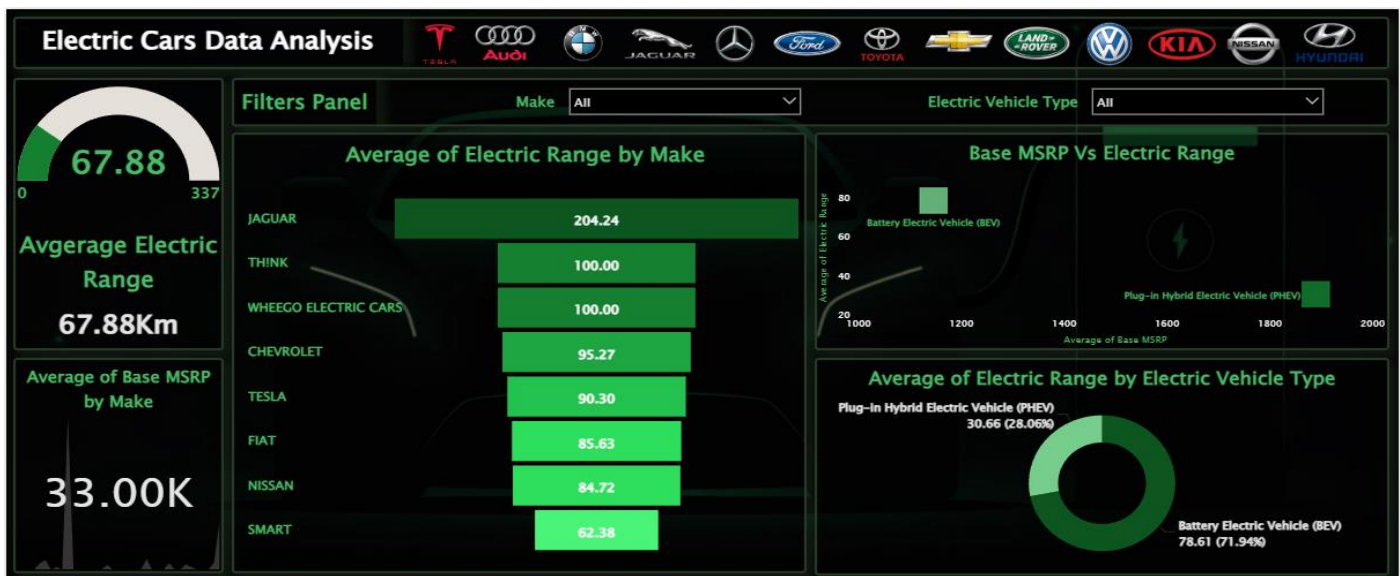 Electric Cars Data Analysis
TESLA
Audi
BMW
JAGUAR
Ford
TOYOTA
LAND-
-ROVER
KIA
NISSAN
HYUNDAI
67.88
0
337
Avgerage Electric
Range
67.88Km
Filters Panel
Make
All
Electric Vehicle Type
All
Average of Electric Range by Make
JAGUAR
204.24
TH!NK
100.00
WHEEGO ELECTRIC CARS
100.00
CHEVROLET
95.27
TESLA
90.30
FIAT
85.63
NISSAN
84.72
SMART
62.38
Average of Base MSRP
by Make
33.00K
Base MSRP Vs Electric Range
Average of Electric Range
80
60
40
20
Battery Electric Vehicle (BEV)
Plug-in Hybrid Electric Vehicle (PHEV)
1000
1200
1400
1600
1800
2000
Average of Base MSRP
Average of Electric Range by Electric Vehicle Type
Plug-in Hybrid Electric Vehicle (PHEV)
30.66 (28.06%)
Battery Electric Vehicle (BEV)
78.61 (71.94%)